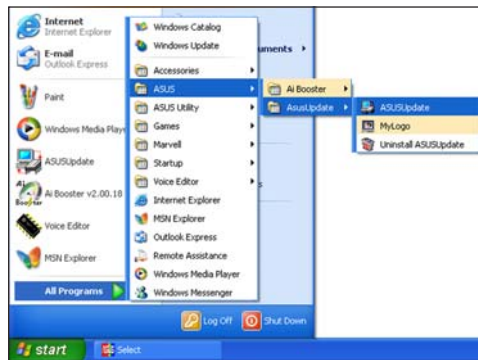 Internet
Internet Explorer
E-mail
Outlook Express
Paint
Windows Media Playe
ASUSUpdate
Ai Booster v2.00.18
Voice Editor
MSN Explorer
All Programs
Windows Catalog
Windows Update
Accessories
ASUS
ASUS Utility
Games
Marvell
Startup
Voice Editor
Internet Explorer
MSN Explorer
Outlook Express
Remote Assistance
Windows Media Player
Windows Messenger
uments
s
Ai Booster
AsusUpdate
ASUSUpdate
MyLogo
Uninstall ASUSUpdate
Log Off
Shut Down
start
Select